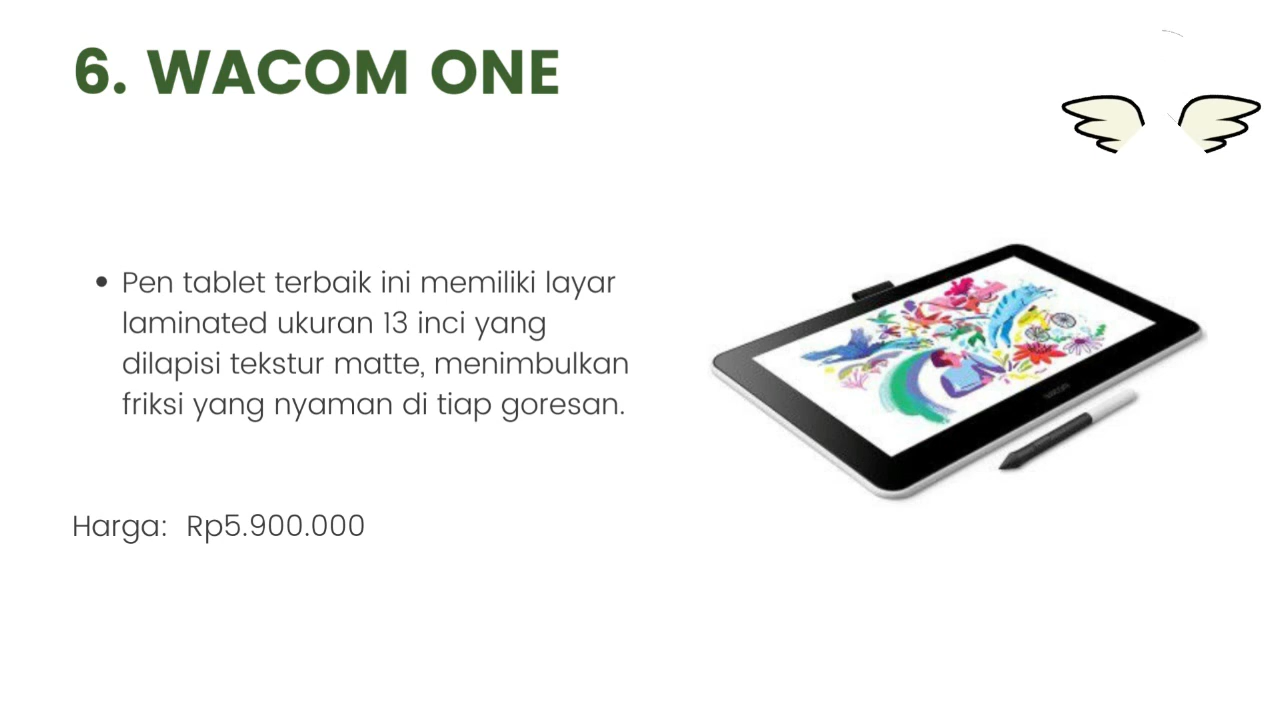 6. WACOM ONE
• Pen tablet terbaik ini memiliki layar
laminated ukuran 13 inci yang
dilapisi tekstur matte, menimbulkan
friksi yang nyaman di tiap goresan.
Harga: Rp5.900.000
wacom